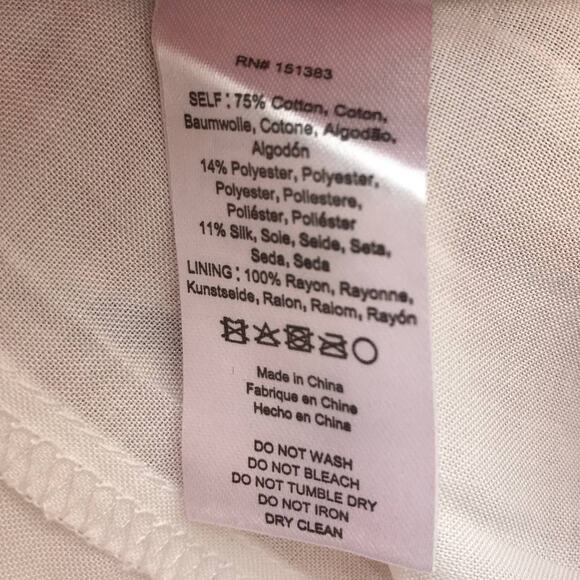 RN# 151383
SELF : 75% Cotton, Coton,
Baumwolle, Cotone, Algodão,
Algodón
14% Polyester, Polyester,
Polyester, Poliestere,
Poliéster, Poliéster
11% Silk, Soie, Seide, Seta,
Seda, Seda
LINING : 100% Rayon, Rayonne,
Kunstseide, Raion, Raiom, Rayón
Made in China
Fabrique en Chine
Hecho en China
DO NOT WASH
DO NOT BLEACH
DO NOT TUMBLE DRY
DO NOT IRON
DRY CLEAN